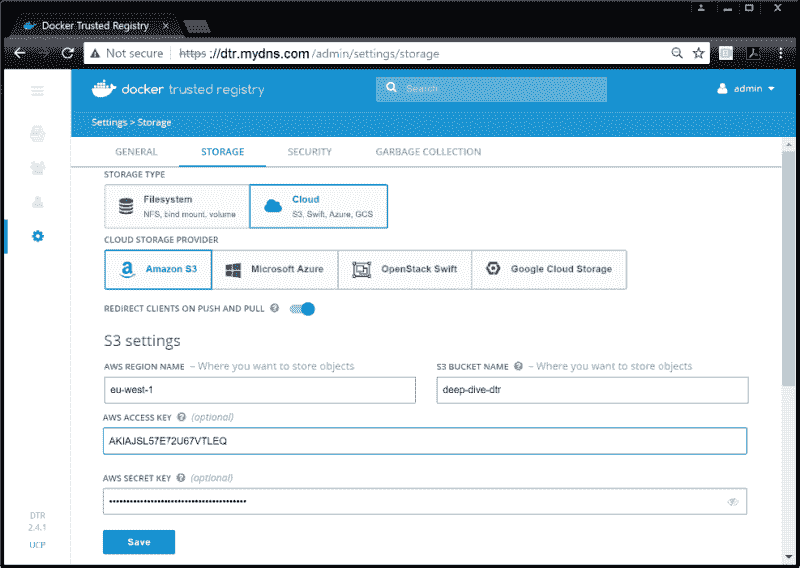 Docker Trusted Registry
Not secure https://dtr.mydns.com/admin/settings/storage
docker trusted registry
Search
admin
Settings > Storage
GENERAL STORAGE SECURITY GARBAGE COLLECTION
STORAGE TYPE
Filesystem
NFS, bind mount, volume
Cloud
S3, Swift, Azure, GCS
CLOUD STORAGE PROVIDER
Amazon S3 Microsoft Azure OpenStack Swift Google Cloud Storage
REDIRECT CLIENTS ON PUSH AND PULL
S3 settings
AWS REGION NAME – Where you want to store objects
eu-west-1
S3 BUCKET NAME – Where you want to store objects
deep-dive-dtr
AWS ACCESS KEY (optional)
AKIAJSL57E72U67VTLEQ
AWS SECRET KEY (optional)
Save
DTR
2.4.1
UCP